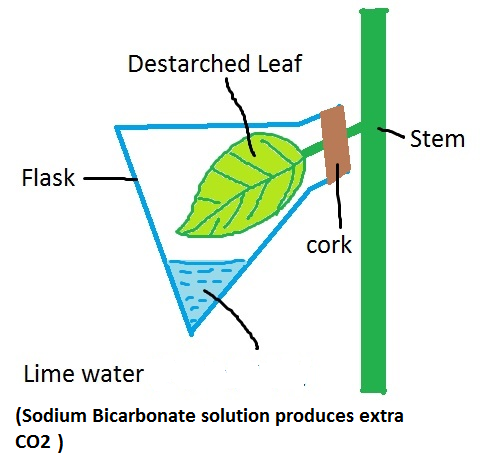 Destarched Leaf
Stem
Flask
cork
Lime water
(Sodium Bicarbonate solution produces extra
CO2 )